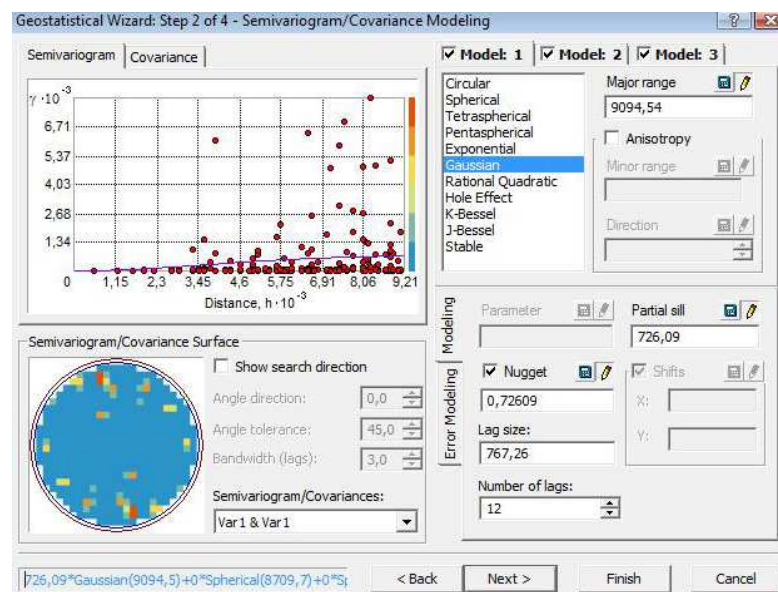 Geostatistical Wizard: Step 2 of 4 - Semivariogram/Covariance Modeling
Semivariogram
Covariance
γ·10⁻³
6,71
5,37
4,03
2,68
1,34
0 1,15 2,3 3,45 4,6 5,75 6,91 8,06 9,21
Distance, h·10⁻³
Semivariogram/Covariance Surface
Show search direction
Angle direction: 0,0
Angle tolerance: 45,0
Bandwidth (lags): 3,0
Semivariogram/Covariances:
Var1 & Var1
Model: 1 Model: 2 Model: 3
Circular
Spherical
Tetraspherical
Pentaspherical
Exponential
Gaussian
Rational Quadratic
Hole Effect
K-Bessel
J-Bessel
Stable
Major range
9094,54
Anisotropy
Minor range
Direction
Modeling
Error Modeling
Parameter
Partial sill
726,09
Nugget
0,72609
Shifts
X:
Y:
Lag size:
767,26
Number of lags:
12
726,09*Gaussian(9094,5)+0*Spherical(8709,7)+0*Sp
< Back
Next >
Finish
Cancel